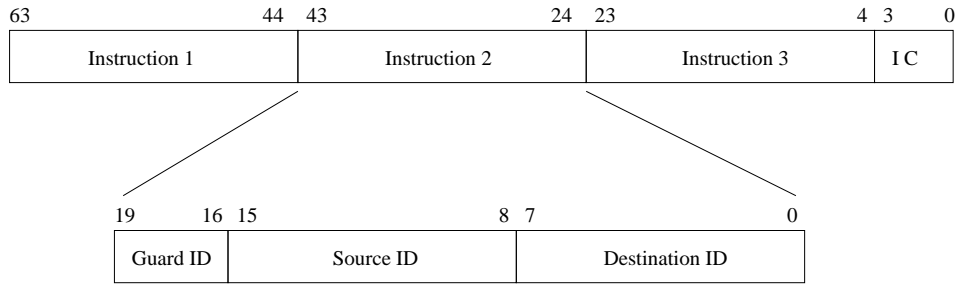 63 44 43 24 23 4 3 0
Instruction 1 Instruction 2 Instruction 3 I C
19 16 15 8 7 0
Guard ID Source ID Destination ID